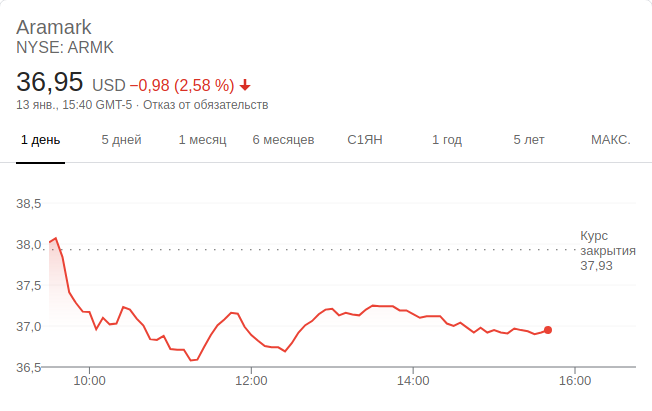 Aramark
NYSE: ARMK
36,95 USD −0,98 (2,58 %)
13 янв., 15:40 GMT-5 · Отказ от обязательств
1 день 5 дней 1 месяц 6 месяцев С1ЯН 1 год 5 лет МАКС.
38,5
38,0
37,5
37,0
36,5
Курс
закрытия
37,93
10:00 12:00 14:00 16:00